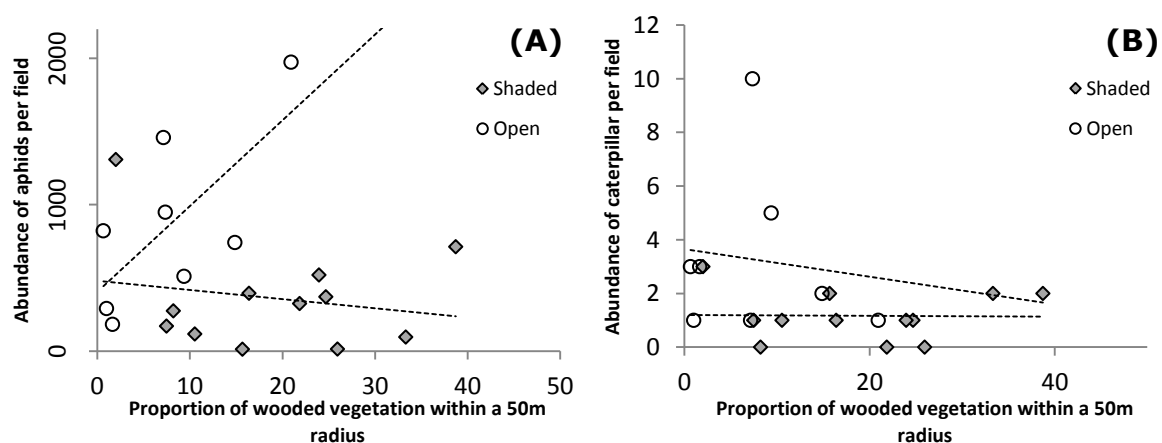 Abundance of aphids per field
2000
1000
0
0 10 20 30 40 50
Proportion of wooded vegetation within a 50m
radius
(A)
Shaded
Open
Abundance of caterpillar per field
12
10
8
6
4
2
0
0 20 40
Proportion of wooded vegetation within a 50m
radius
(B)
Shaded
Open